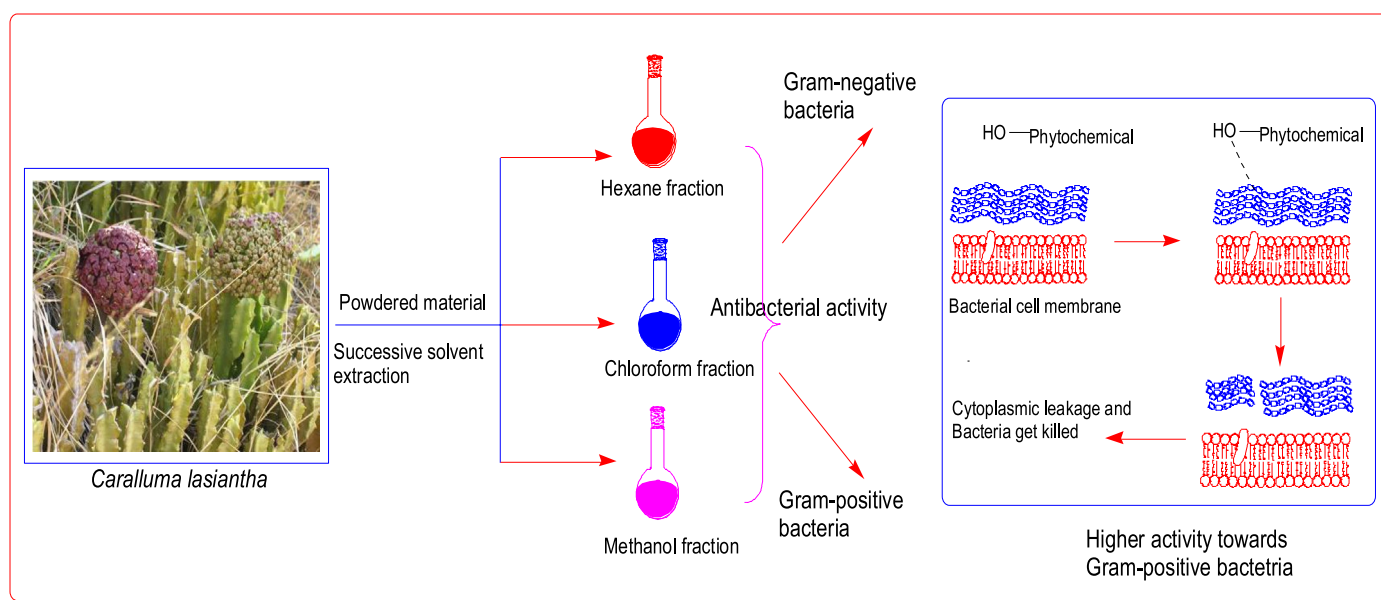 Caralluma lasiantha
Powdered material
Successive solvent
extraction
Hexane fraction
Chloroform fraction
Methanol fraction
Antibacterial activity
Gram-negative
bacteria
Gram-positive
bacteria
HO—Phytochemical
HO—Phytochemical
Bacterial cell membrane
Cytoplasmic leakage and
Bacteria get killed
Higher activity towards
Gram-positive bactetria